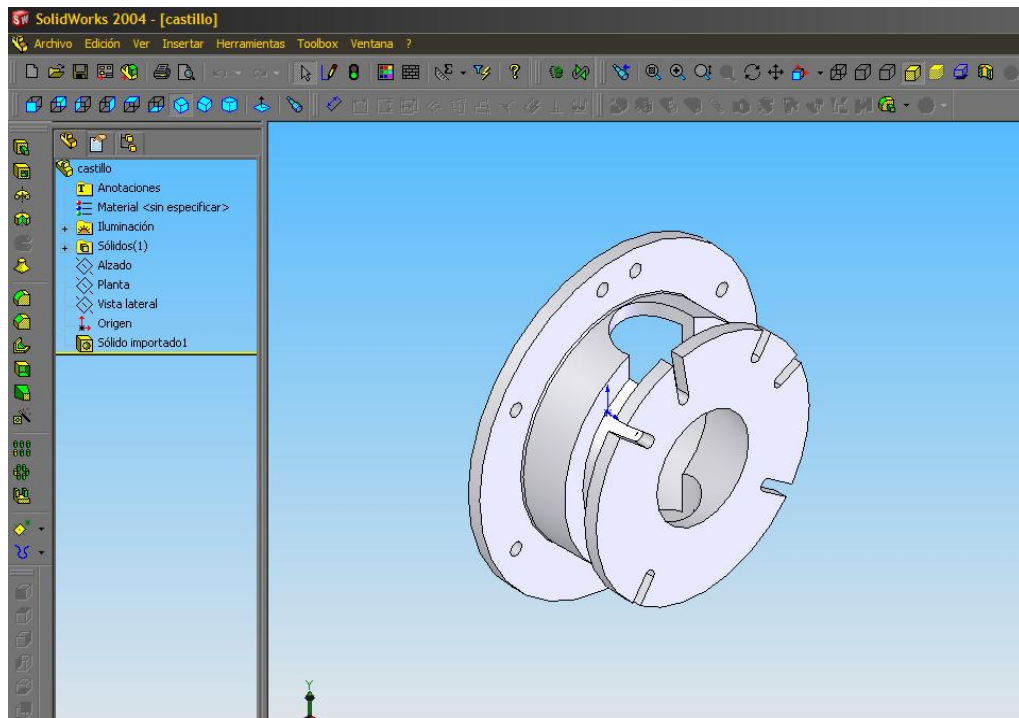 SolidWorks 2004 - [castillo]
Archivo Edición Ver Insertar Herramientas Toolbox Ventana ?
castillo
Anotaciones
Material <sin especificar>
Iluminación
Sólidos(1)
Alzado
Planta
Vista lateral
Origen
Sólido importado1
Y